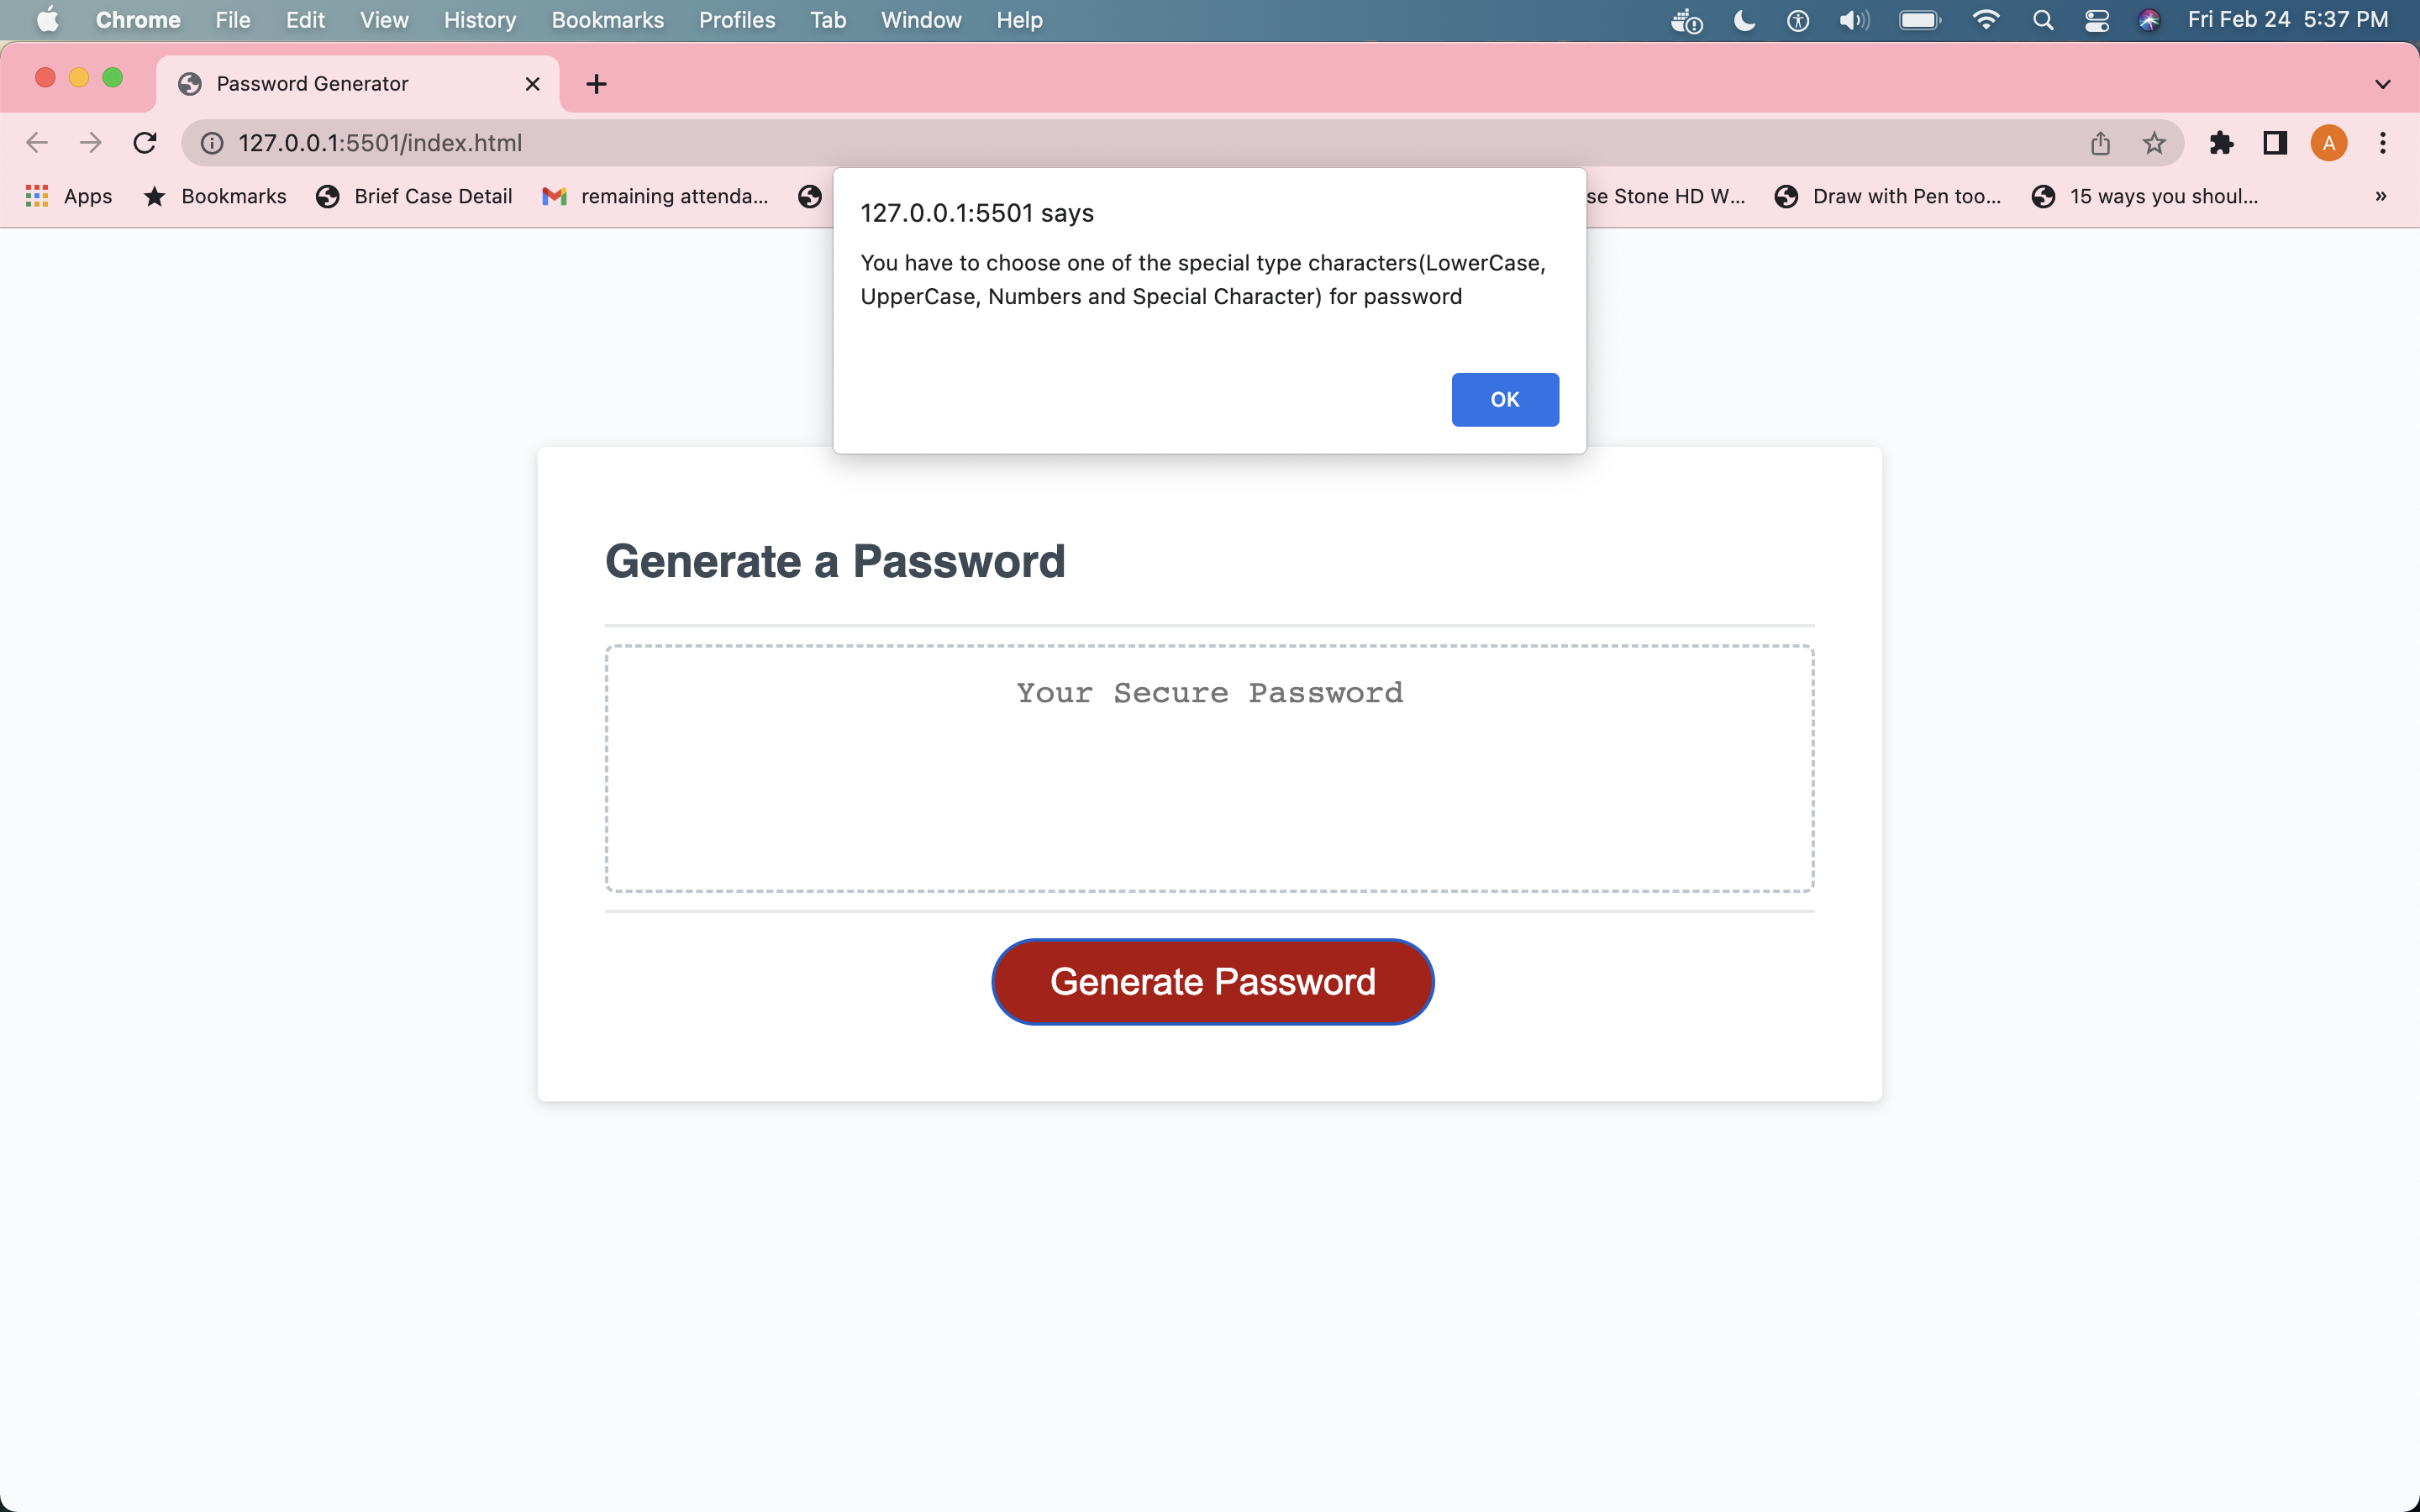 Chrome File Edit View History Bookmarks Profiles Tab Window Help Fri Feb 24 5:37 PM
Password Generator
127.0.0.1:5501/index.html A
Apps Bookmarks Brief Case Detail remaining attenda... se Stone HD W... Draw with Pen too... 15 ways you shoul... »
127.0.0.1:5501 says
You have to choose one of the special type characters(LowerCase,
UpperCase, Numbers and Special Character) for password
OK
Generate a Password
Your Secure Password
Generate Password